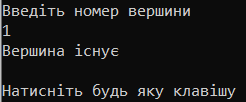 Введіть номер вершини
1
Вершина існує
Натисніть будь яку клавішу